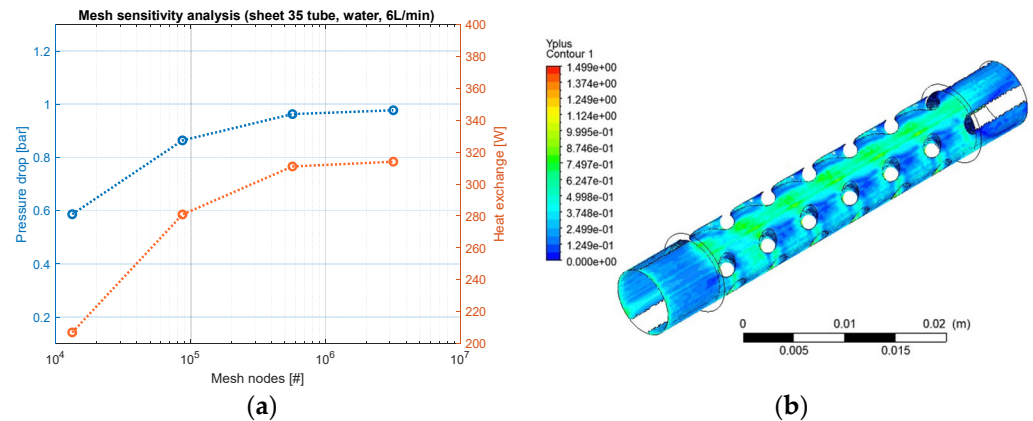 Mesh sensitivity analysis (sheet 35 tube, water, 6L/min)
1.2
1
0.8
0.6
0.4
0.2
Pressure drop [bar]
400
380
360
340
320
300
280
260
240
220
200
Heat exchange [W]
10^4 10^5 10^6 10^7
Mesh nodes [#]
(a)
Yplus
Contour 1
1.499e+00
1.374e+00
1.249e+00
1.124e+00
9.995e-01
8.746e-01
7.497e-01
6.247e-01
4.998e-01
3.748e-01
2.499e-01
1.249e-01
0.000e+00
0 0.01 0.02 (m)
0.005 0.015
(b)